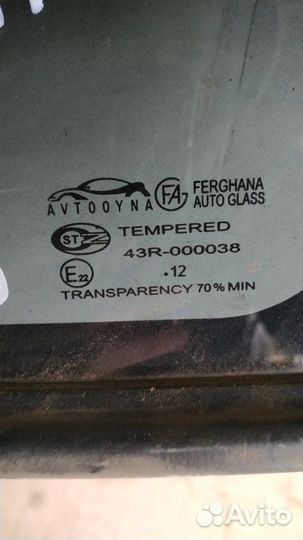 AVTOOYNA FA FERGHANA
AUTO GLASS
ST TEMPERED
43R-000038
E22 .12
TRANSPARENCY 70% MIN
Avito